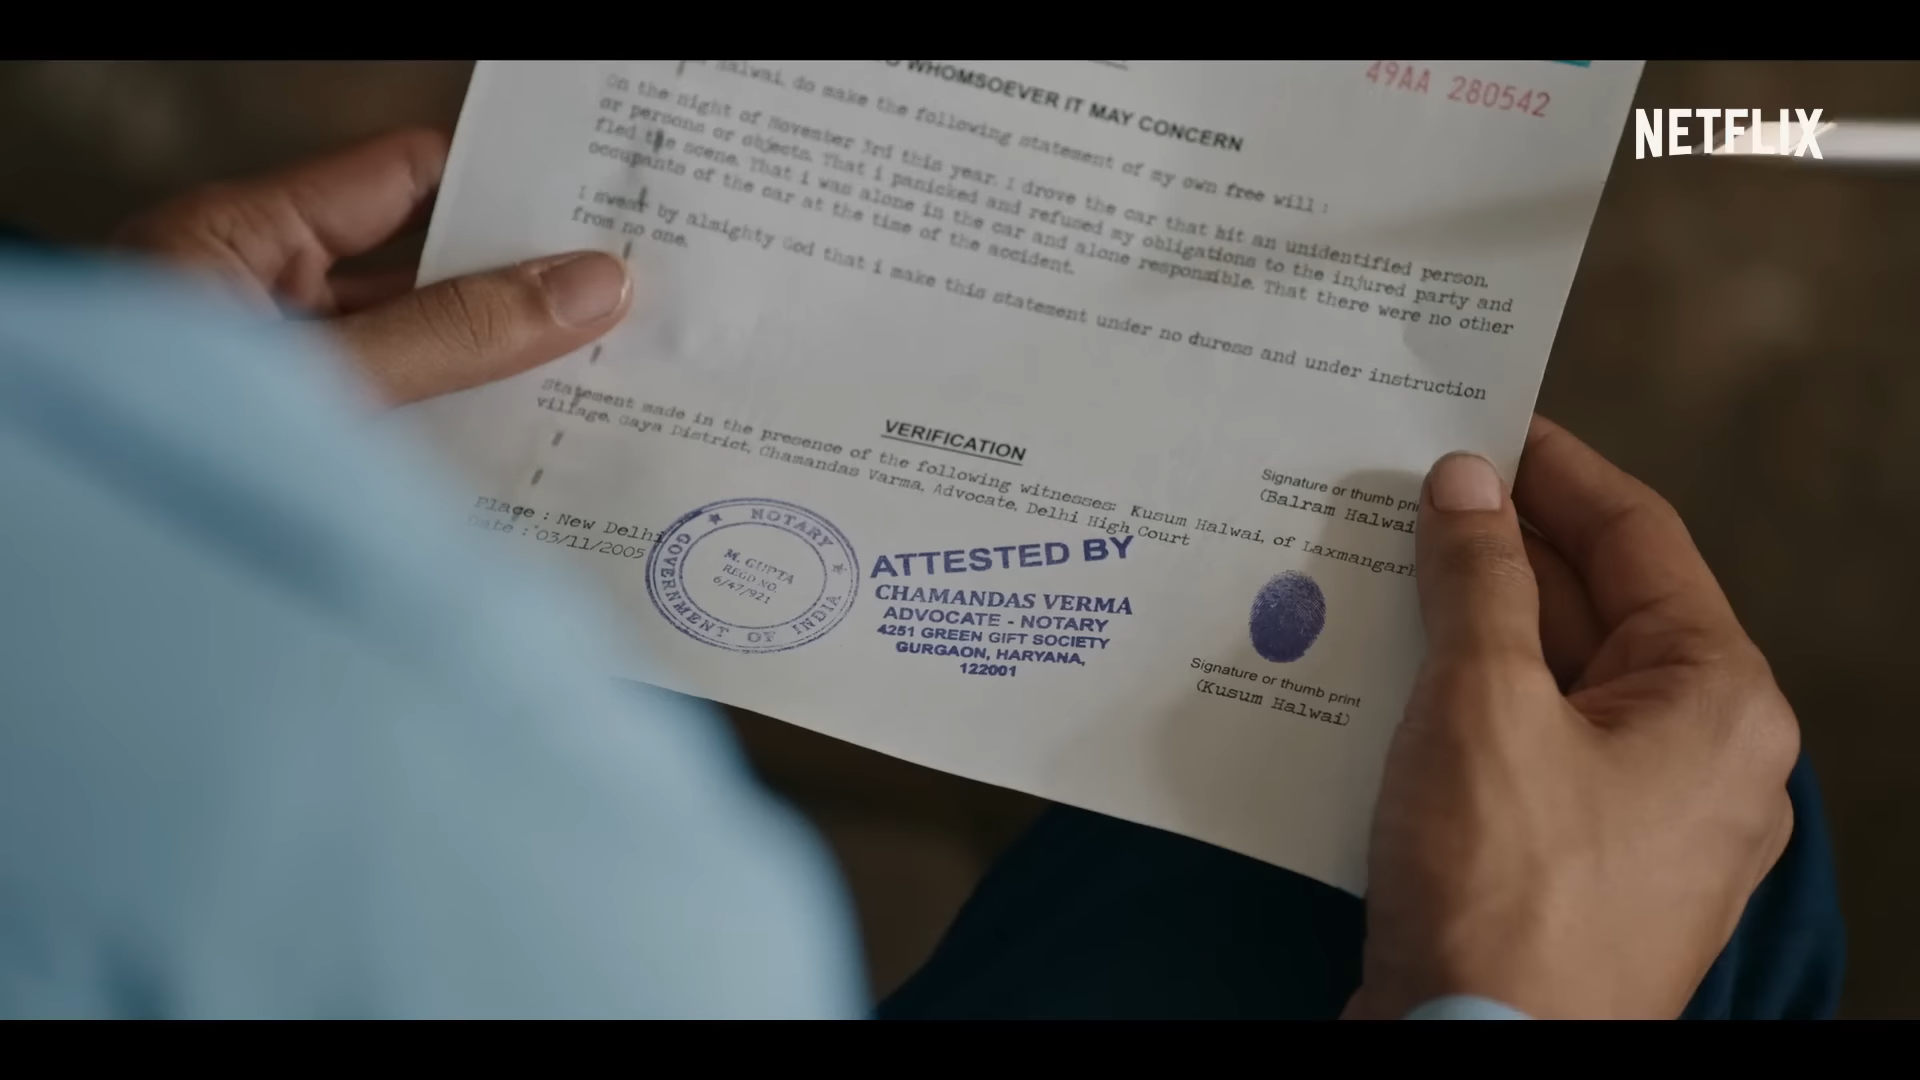 WHOMSOEVER IT MAY CONCERN
49AA 280542
NETFLIX
Halwai do make the following statement of my own free will :
On the night of November 3rd this year, i drove the car that hit an unidentified person,
or persons or objects. That i panicked and refused my obligations to the injured party and
fled the scene. That i was alone in the car and alone responsible. That there were no other
occupants of the car at the time of the accident.
I swear by almighty God that i make this statement under no duress and under instruction
from no one.
VERIFICATION
Statement made in the presence of the following witnesses: Kusum Halwai, of Laxmangarh
village, Gaya District, Chamandas Varma, Advocate, Delhi High Court
Signature or thumb print
(Balram Halwai
Place : New Delhi
Date : 03/11/2005
NOTARY
GOVERNMENT OF INDIA
M. GUPTA
REGD NO.
6/47/921
ATTESTED BY
CHAMANDAS VERMA
ADVOCATE - NOTARY
4251 GREEN GIFT SOCIETY
GURGAON, HARYANA,
122001
Signature or thumb print
(Kusum Halwai)